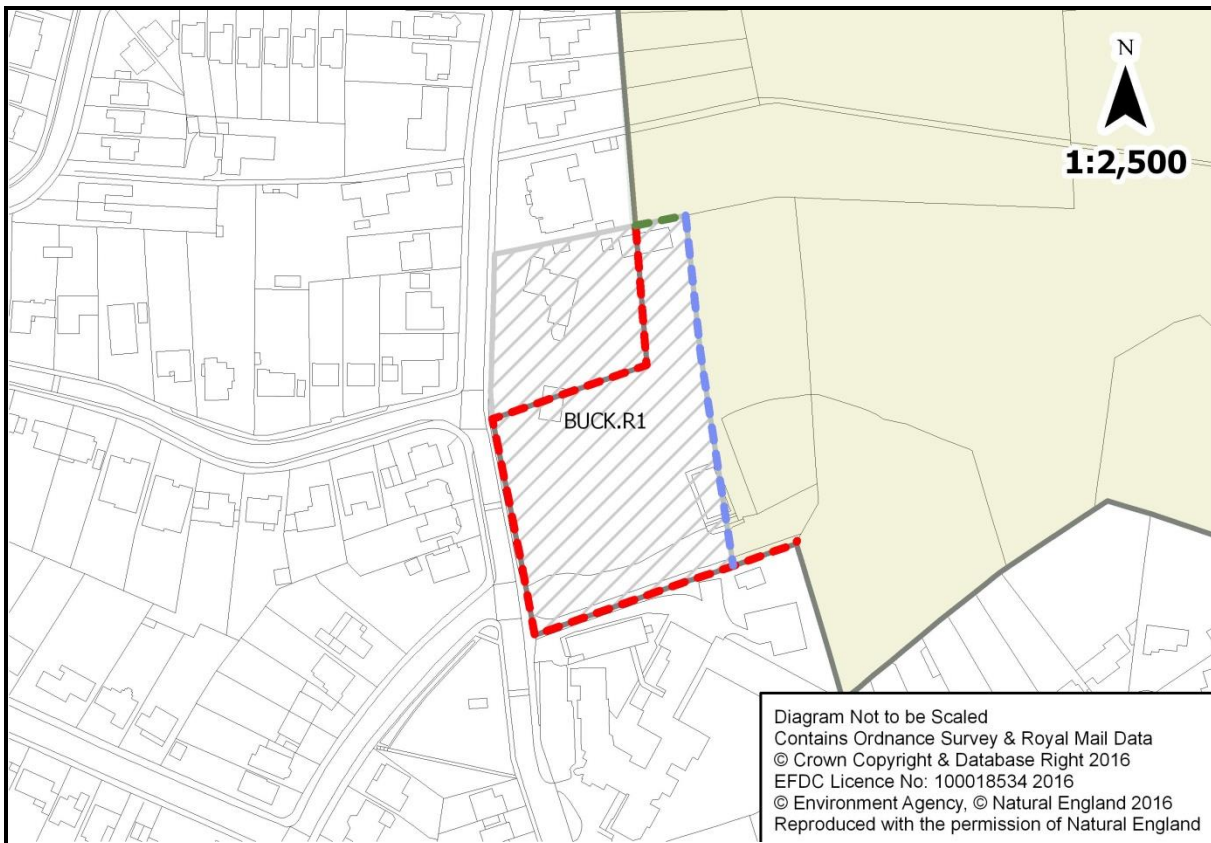 N
1:2,500
BUCK.R1
Diagram Not to be Scaled
Contains Ordnance Survey & Royal Mail Data
© Crown Copyright & Database Right 2016
EFDC Licence No: 100018534 2016
© Environment Agency, © Natural England 2016
Reproduced with the permission of Natural England